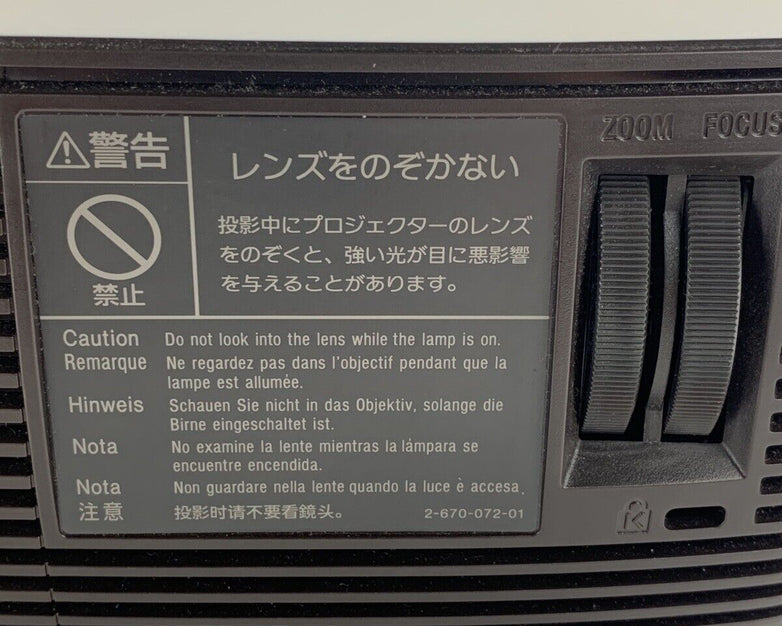 ZOOM FOCUS
⚠警告
禁止
レンズをのぞかない
投影中にプロジェクターのレンズ
をのぞくと、強い光が目に悪影響
を与えることがあります。
Caution Do not look into the lens while the lamp is on.
Remarque Ne regardez pas dans l'objectif pendant que la
lampe est allumée.
Hinweis Schauen Sie nicht in das Objektiv, solange die
Birne eingeschaltet ist.
Nota No examine la lente mientras la lámpara se
encuentre encendida.
Nota Non guardare nella lente quando la luce è accesa.
注意 投影时请不要看鏡头。 2-670-072-01
K